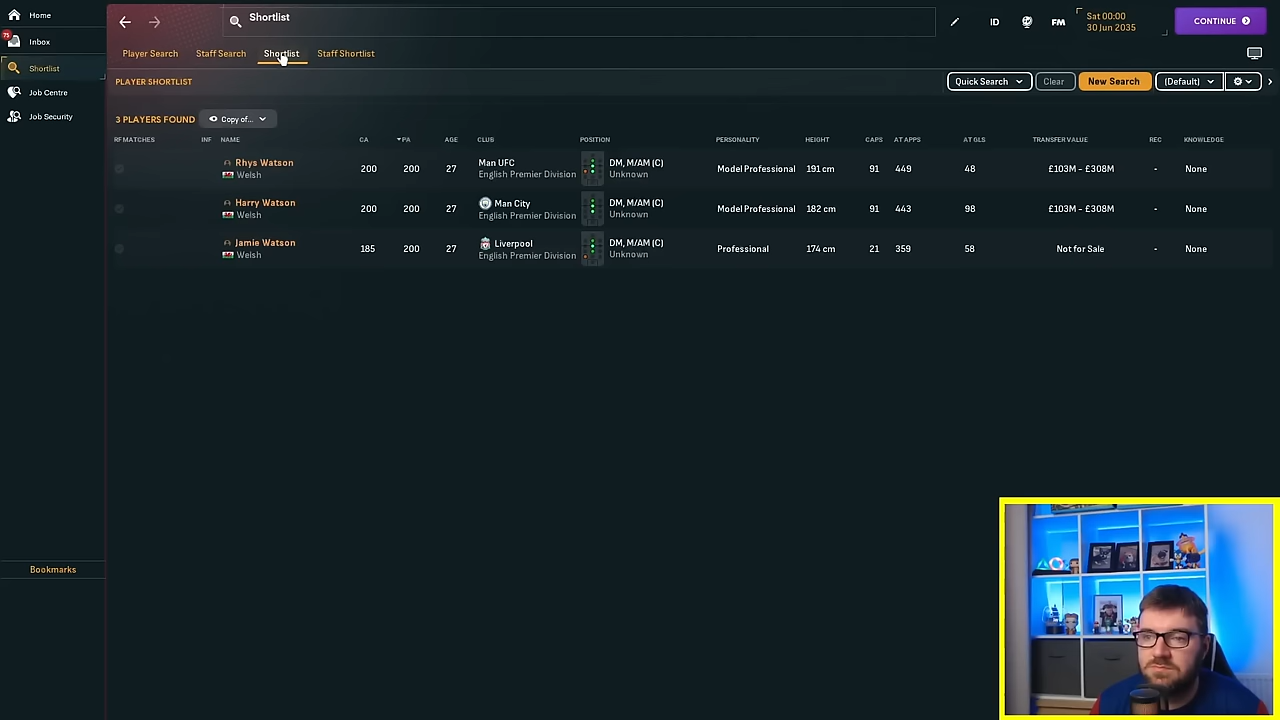 Home
Inbox
75
Shortlist
Job Centre
Job Security
Bookmarks
Shortlist
ID
FM
Sat 00:00
30 Jun 2035
CONTINUE
Player Search Staff Search Shortlist Staff Shortlist
PLAYER SHORTLIST
Quick Search Clear New Search (Default)
3 PLAYERS FOUND Copy of...
RF MATCHES INF NAME CA PA AGE CLUB POSITION PERSONALITY HEIGHT CAPS AT APPS AT GLS TRANSFER VALUE REC KNOWLEDGE
Rhys Watson 200 200 27 Man UFC DM, M/AM (C) Model Professional 191 cm 91 449 48 £103M - £308M - None
Welsh English Premier Division Unknown
Harry Watson 200 200 27 Man City DM, M/AM (C) Model Professional 182 cm 91 443 98 £103M - £308M - None
Welsh English Premier Division Unknown
Jamie Watson 185 200 27 Liverpool DM, M/AM (C) Professional 174 cm 21 359 58 Not for Sale - None
Welsh English Premier Division Unknown